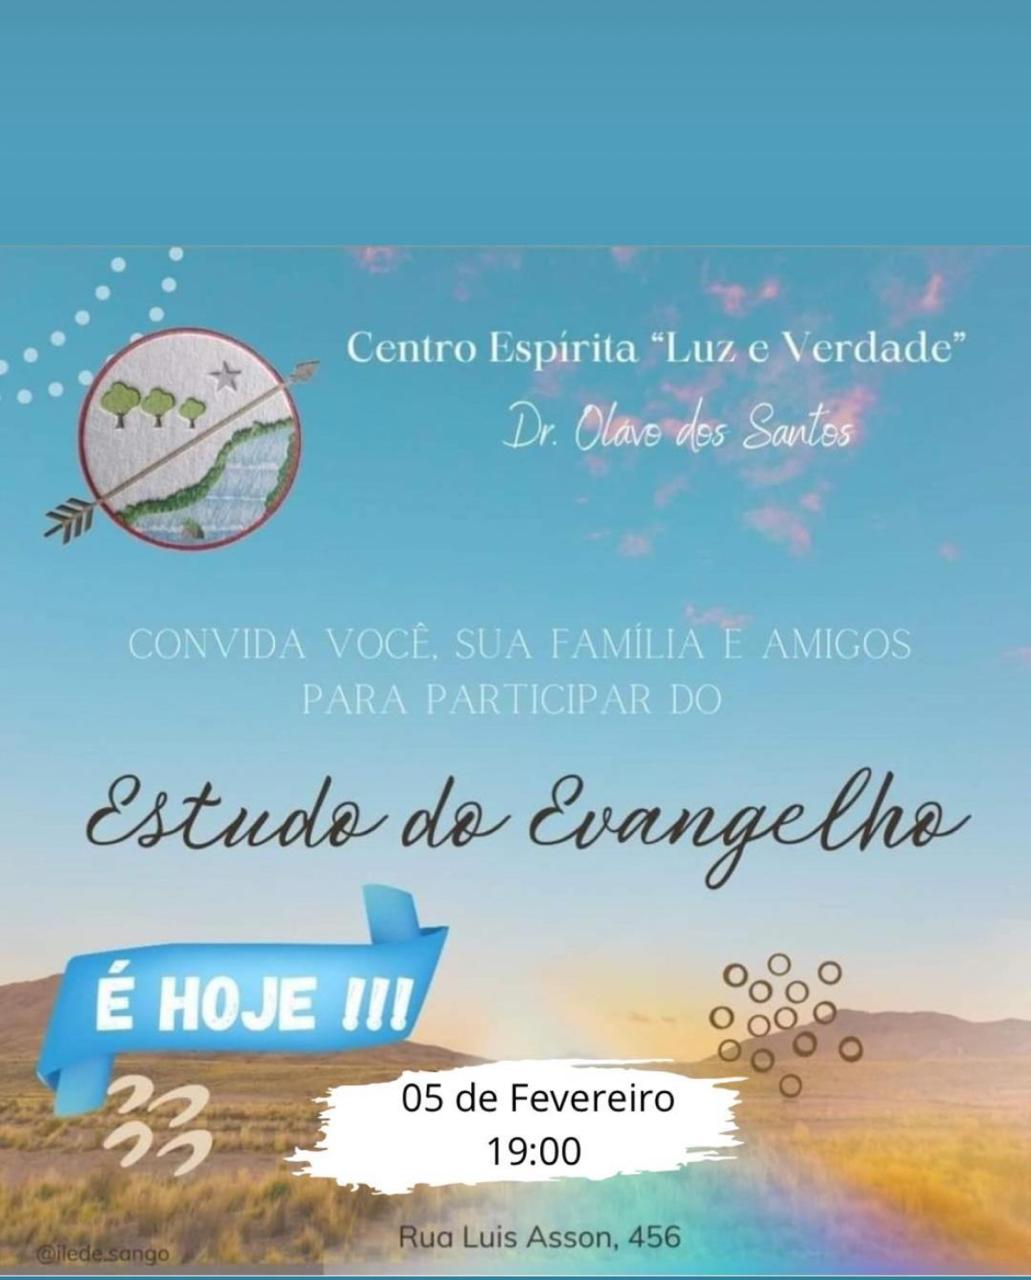 Centro Espírita “Luz e Verdade”
Dr. Olavo dos Santos
CONVIDA VOCÊ, SUA FAMÍLIA E AMIGOS
PARA PARTICIPAR DO
Estudo do Evangelho
É HOJE !!!
05 de Fevereiro
19:00
Rua Luis Asson, 456
@ilede.sango